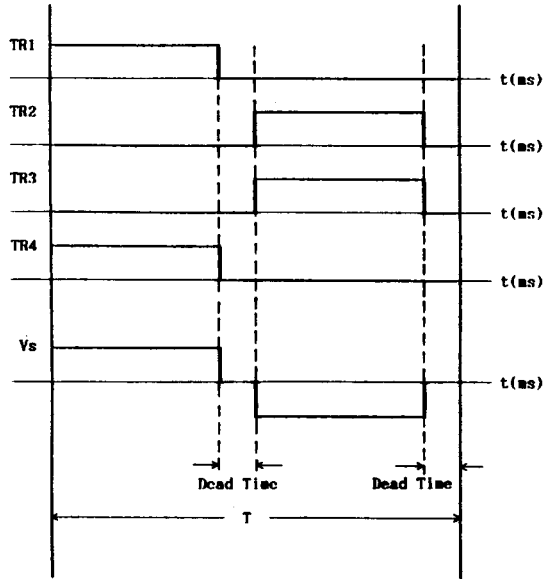 TR1
t(ms)
TR2
t(ms)
TR3
t(ms)
TR4
t(ms)
Vs
t(ms)
Dead Time Dead Time
T